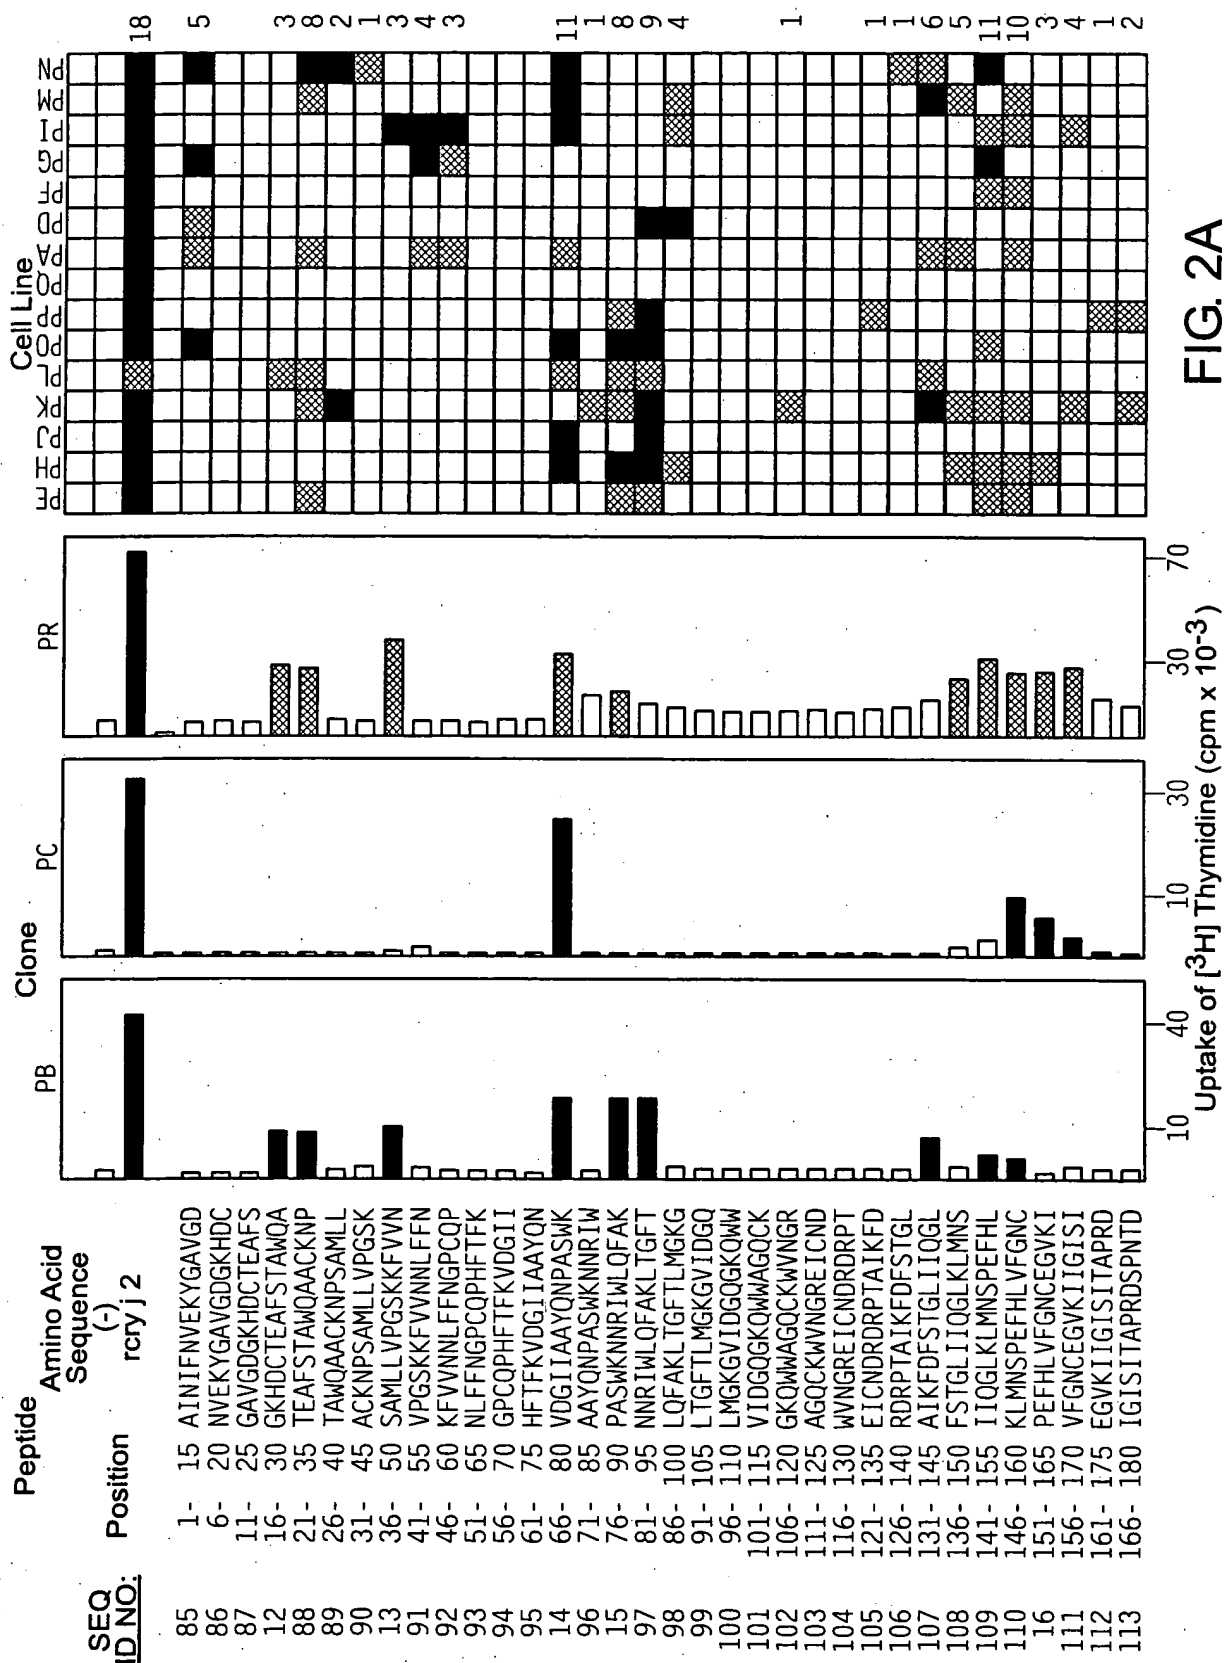 Peptide
Clone
Cell Line
SEQ
ID NO:
Position
Amino Acid
Sequence
PB
PC
PR
PE PH PJ PK PL PO PP PQ PA PD PF PG PI PM PN
(-)
rcry j 2 18
85 1- 15 AINIFNVEKYGAVGD 5
86 6- 20 NVEKYGAVGDGKHDC
87 11- 25 GAVGDGKHDCTEAFS
12 16- 30 GKHDCTEAFSTAWQA 3
88 21- 35 TEAFSTAWQAACKNP 8
89 26- 40 TAWQAACKNPSAMLL 2
90 31- 45 ACKNPSAMLLVPGSK 1
13 36- 50 SAMLLVPGSKKFVVN 3
91 41- 55 VPGSKKFVVNNLFFN 4
92 46- 60 KFVVNNLFFNGPCQP 3
93 51- 65 NLFFNGPCQPHFTFK
94 56- 70 GPCQPHFTFKVDGII
95 61- 75 HFTFKVDGIIAAYQN
14 66- 80 VDGIIAAYQNPASWK 11
96 71- 85 AAYQNPASWKNNRIW 1
15 76- 90 PASWKNNRIWLQFAK 8
97 81- 95 NNRIWLQFAKLTGFT 9
98 86- 100 LQFAKLTGFTLMGKG 4
99 91- 105 LTGFTLMGKGVIDGQ
100 96- 110 LMGKGVIDGQGKQWW
101 101- 115 VIDGQGKQWWAGQCK
102 106- 120 GKQWWAGQCKWVNGR 1
103 111- 125 AGQCKWVNGREICND
104 116- 130 WVNGREICNDRDRPT
105 121- 135 EICNDRDRPTAIKFD 1
106 126- 140 RDRPTAIKFDFSTGL 1
107 131- 145 AIKFDFSTGLIIQGL 6
108 136- 150 FSTGLIIQGLKLMNS 5
109 141- 155 IIQGLKLMNSPEFHL 11
110 146- 160 KLMNSPEFHLVFGNC 10
16 151- 165 PEFHLVFGNCEGVKI 3
111 156- 170 VFGNCEGVKIIGISI 4
112 161- 175 EGVKIIGISITAPRD 1
113 166- 180 IGISITAPRDSPNTD 2
10 40
10 30
30 70
Uptake of [3H] Thymidine (cpm x 10-3)
FIG. 2A